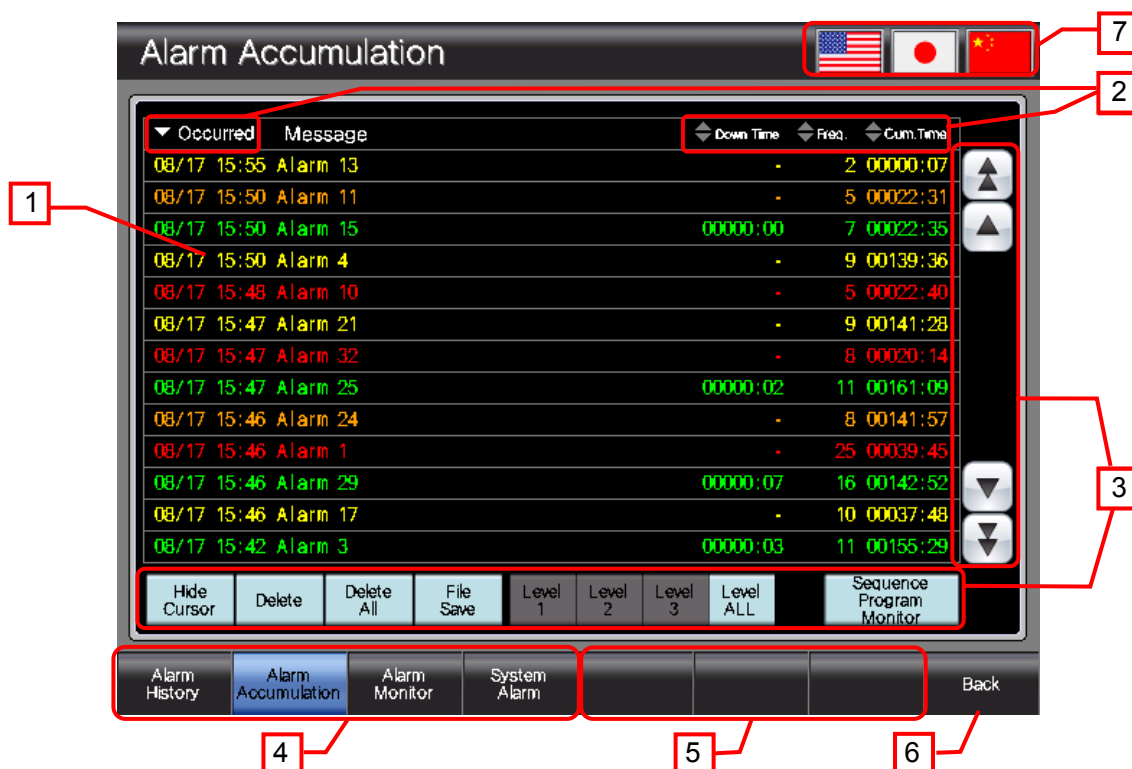 Alarm Accumulation
7
2
▼ Occurred Message Down Time Freq. Cum.Time
08/17 15:55 Alarm 13 - 2 00000:07
08/17 15:50 Alarm 11 - 5 00022:31
1
08/17 15:50 Alarm 15 00000:00 7 00022:35
08/17 15:50 Alarm 4 - 9 00139:36
08/17 15:48 Alarm 10 - 5 00022:40
08/17 15:47 Alarm 21 - 9 00141:28
08/17 15:47 Alarm 32 - 8 00020:14
08/17 15:47 Alarm 25 00000:02 11 00161:09
08/17 15:46 Alarm 24 - 8 00141:57
08/17 15:46 Alarm 1 - 25 00039:45
08/17 15:46 Alarm 29 00000:07 16 00142:52
3
08/17 15:46 Alarm 17 - 10 00037:48
08/17 15:42 Alarm 3 00000:03 11 00155:29
Hide
Cursor
Delete
Delete
All
File
Save
Level
1
Level
2
Level
3
Level
ALL
Sequence
Program
Monitor
Alarm
History
Alarm
Accumulation
Alarm
Monitor
System
Alarm
Back
4
5
6